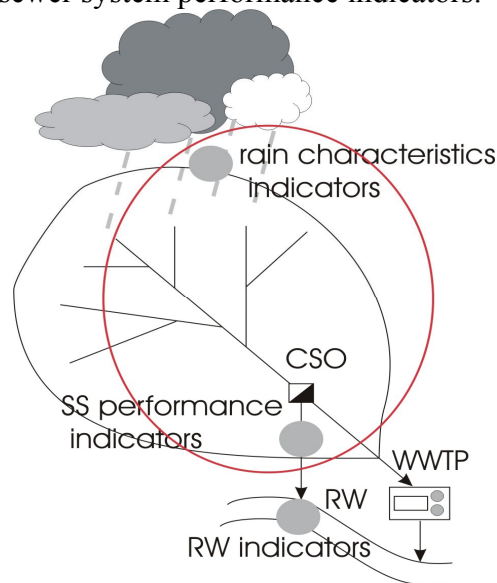 sewer system performance indicators.
rain characteristics
indicators
CSO
SS performance
indicators
WWTP
RW
RW indicators